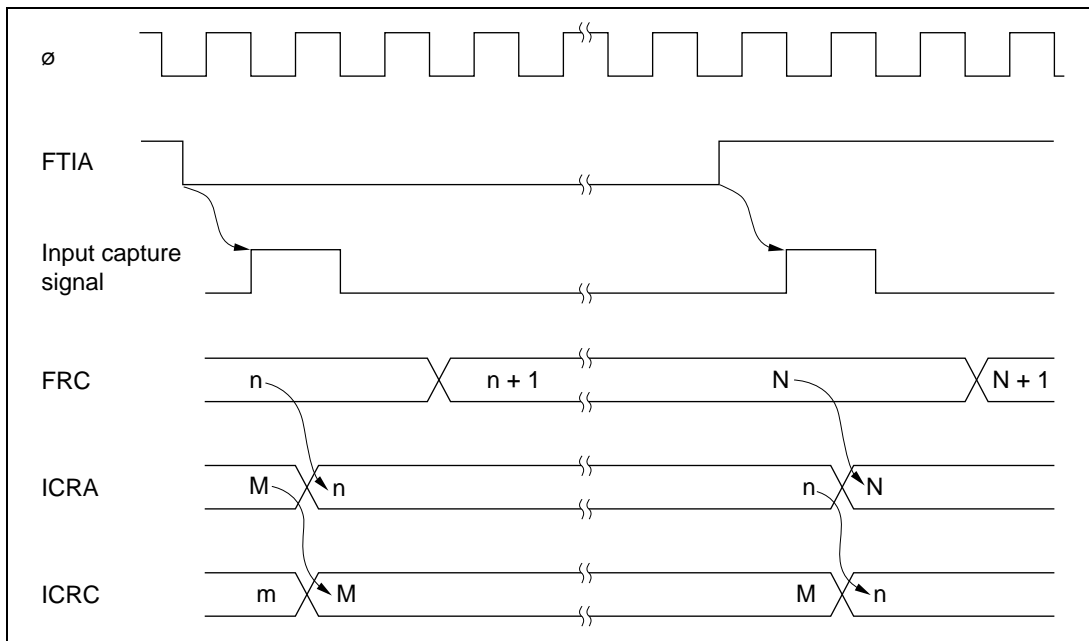 ø
FTIA
Input capture
signal
FRC n n + 1 N N + 1
ICRA M n n N
ICRC m M M n